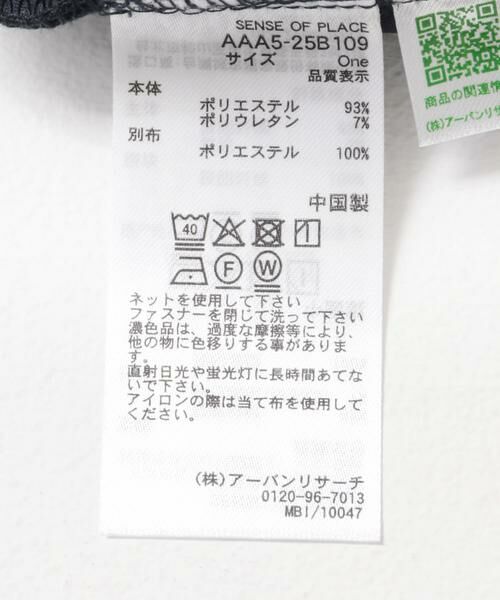 SENSE OF PLACE
AAA5-25B109
サイズ One
品質表示
本体
ポリエステル 93%
ポリウレタン 7%
別布
ポリエステル 100%
中国製
40
F W
ネットを使用して下さい
ファスナーを閉じて洗って下さい
濃色品は、過度な摩擦等により、
他の物に色移りする事がありま
す。
直射日光や蛍光灯に長時間あてな
いで下さい。
アイロンの際は当て布を使用して
ください。
(株)アーバンリサーチ
0120-96-7013
MBI/10047
商品の関連情
(株)アーバンリサ